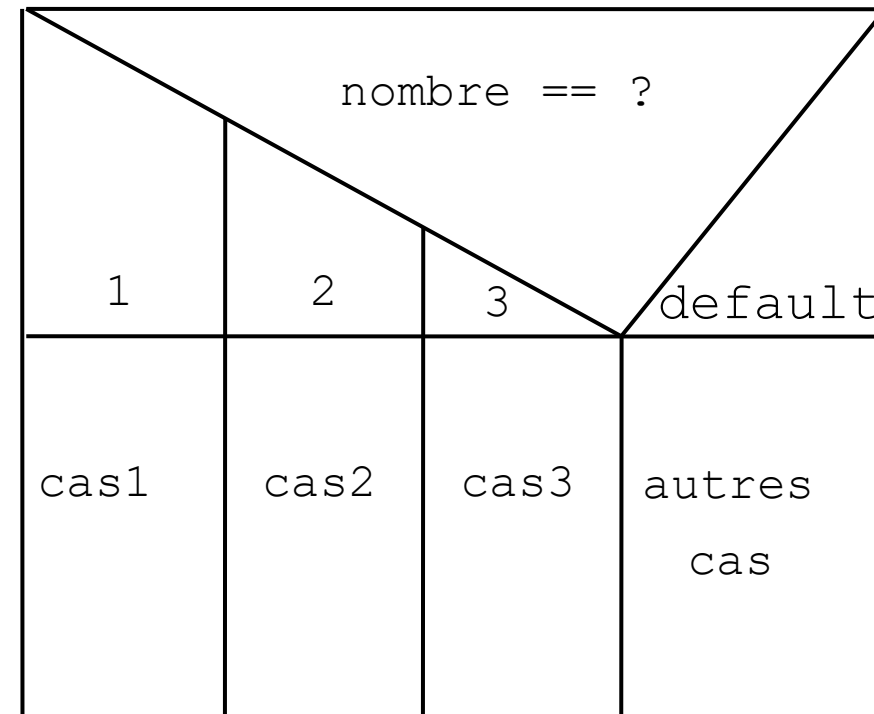 nombre == ?
1 2 3 default
cas1 cas2 cas3 autres
cas